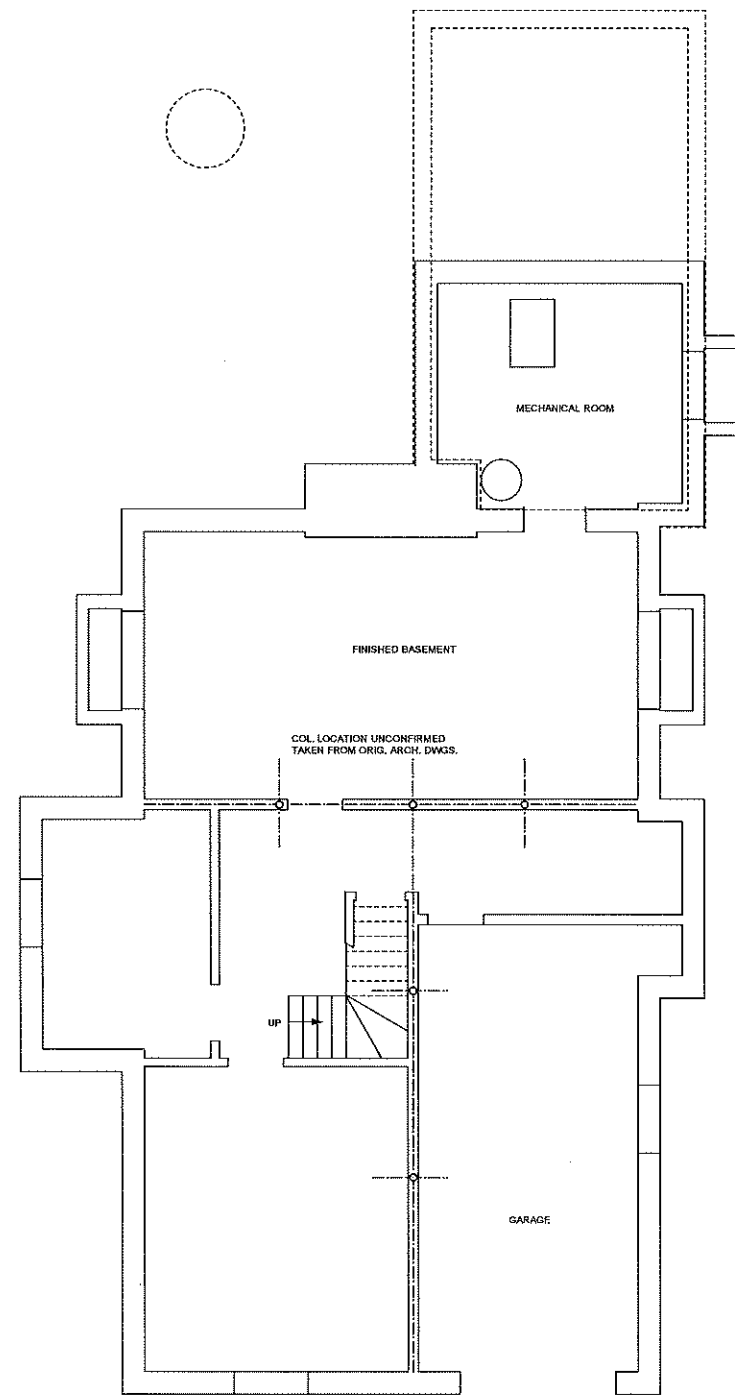 MECHANICAL ROOM
FINISHED BASEMENT
COL. LOCATION UNCONFIRMED
TAKEN FROM ORIG. ARCH. DWGS.
UP
GARAGE